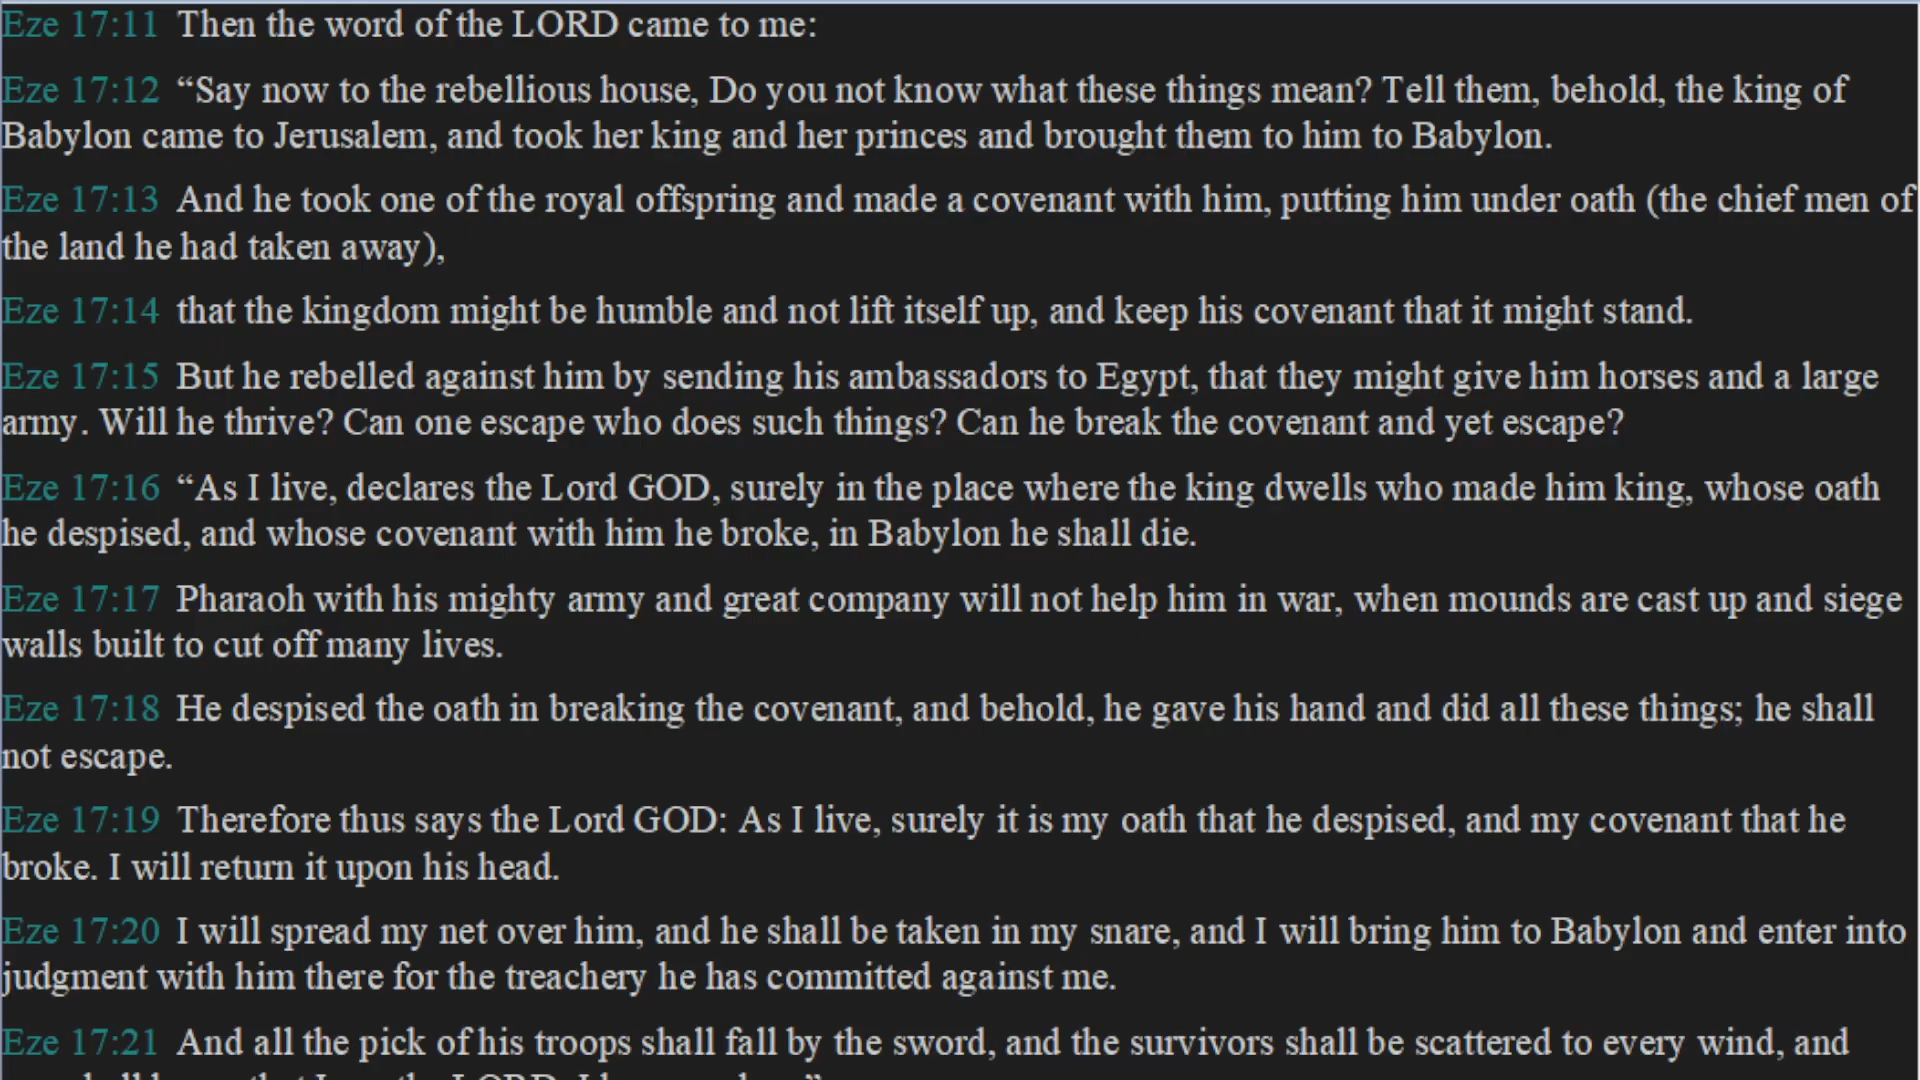 Eze 17:11 Then the word of the LORD came to me:
Eze 17:12 “Say now to the rebellious house, Do you not know what these things mean? Tell them, behold, the king of
Babylon came to Jerusalem, and took her king and her princes and brought them to him to Babylon.
Eze 17:13 And he took one of the royal offspring and made a covenant with him, putting him under oath (the chief men of
the land he had taken away),
Eze 17:14 that the kingdom might be humble and not lift itself up, and keep his covenant that it might stand.
Eze 17:15 But he rebelled against him by sending his ambassadors to Egypt, that they might give him horses and a large
army. Will he thrive? Can one escape who does such things? Can he break the covenant and yet escape?
Eze 17:16 “As I live, declares the Lord GOD, surely in the place where the king dwells who made him king, whose oath
he despised, and whose covenant with him he broke, in Babylon he shall die.
Eze 17:17 Pharaoh with his mighty army and great company will not help him in war, when mounds are cast up and siege
walls built to cut off many lives.
Eze 17:18 He despised the oath in breaking the covenant, and behold, he gave his hand and did all these things; he shall
not escape.
Eze 17:19 Therefore thus says the Lord GOD: As I live, surely it is my oath that he despised, and my covenant that he
broke. I will return it upon his head.
Eze 17:20 I will spread my net over him, and he shall be taken in my snare, and I will bring him to Babylon and enter into
judgment with him there for the treachery he has committed against me.
Eze 17:21 And all the pick of his troops shall fall by the sword, and the survivors shall be scattered to every wind, and